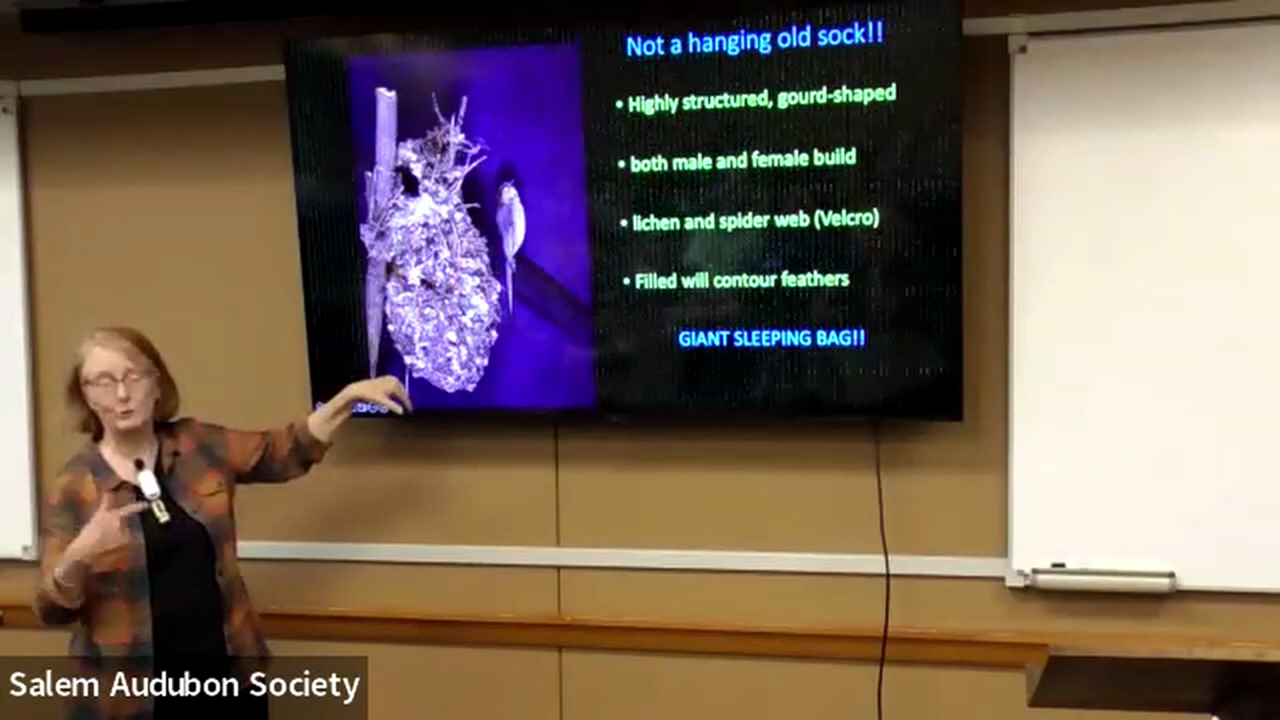 Not a hanging old sock!!
• Highly structured, gourd-shaped
• both male and female build
• lichen and spider web (Velcro)
• Filled will contour feathers
GIANT SLEEPING BAG!!
Salem Audubon Society